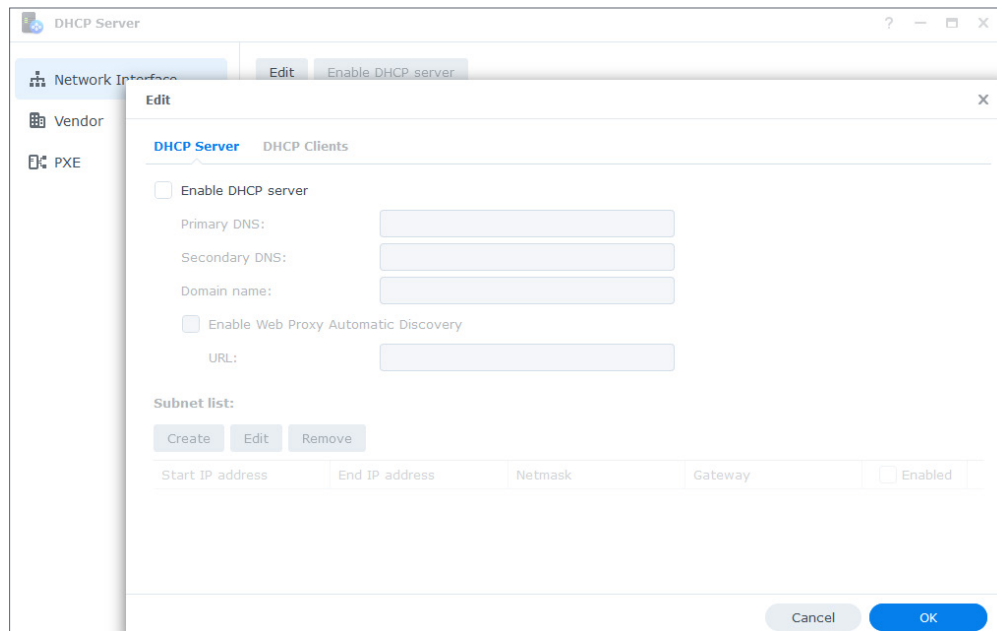 DHCP Server
?
Network Interface
Edit Enable DHCP server
Vendor
PXE
Edit
DHCP Server DHCP Clients
Enable DHCP server
Primary DNS:
Secondary DNS:
Domain name:
Enable Web Proxy Automatic Discovery
URL:
Subnet list:
Create Edit Remove
Start IP address End IP address Netmask Gateway Enabled
Cancel OK